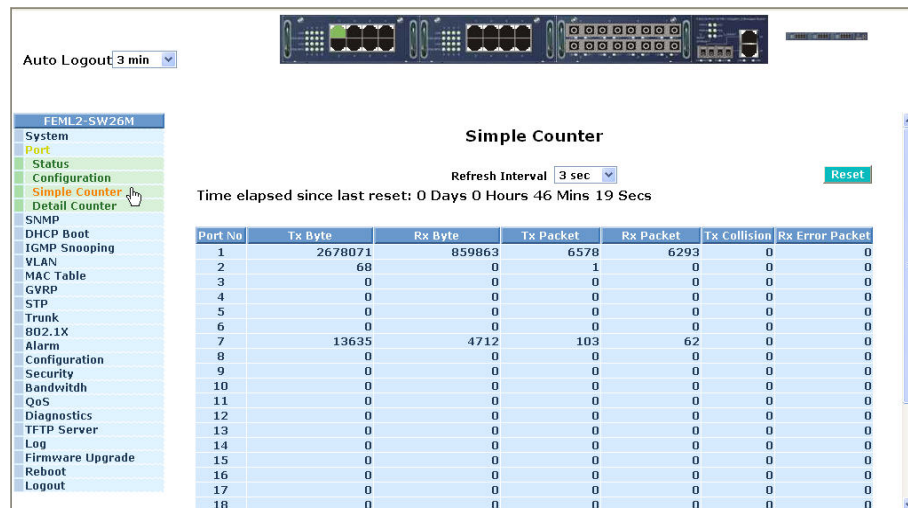 Auto Logout 3 min
FEML2-SW26M
System
Port
Status
Configuration
Simple Counter
Detail Counter
SNMP
DHCP Boot
IGMP Snooping
VLAN
MAC Table
GVRP
STP
Trunk
802.1X
Alarm
Configuration
Security
Bandwitdh
QoS
Diagnostics
TFTP Server
Log
Firmware Upgrade
Reboot
Logout
Simple Counter
Refresh Interval 3 sec
Reset
Time elapsed since last reset: 0 Days 0 Hours 46 Mins 19 Secs
Port No Tx Byte Rx Byte Tx Packet Rx Packet Tx Collision Rx Error Packet
1 2678071 859863 6578 6293 0 0
2 68 0 1 0 0 0
3 0 0 0 0 0 0
4 0 0 0 0 0 0
5 0 0 0 0 0 0
6 0 0 0 0 0 0
7 13635 4712 103 62 0 0
8 0 0 0 0 0 0
9 0 0 0 0 0 0
10 0 0 0 0 0 0
11 0 0 0 0 0 0
12 0 0 0 0 0 0
13 0 0 0 0 0 0
14 0 0 0 0 0 0
15 0 0 0 0 0 0
16 0 0 0 0 0 0
17 0 0 0 0 0 0
18 0 0 0 0 0 0